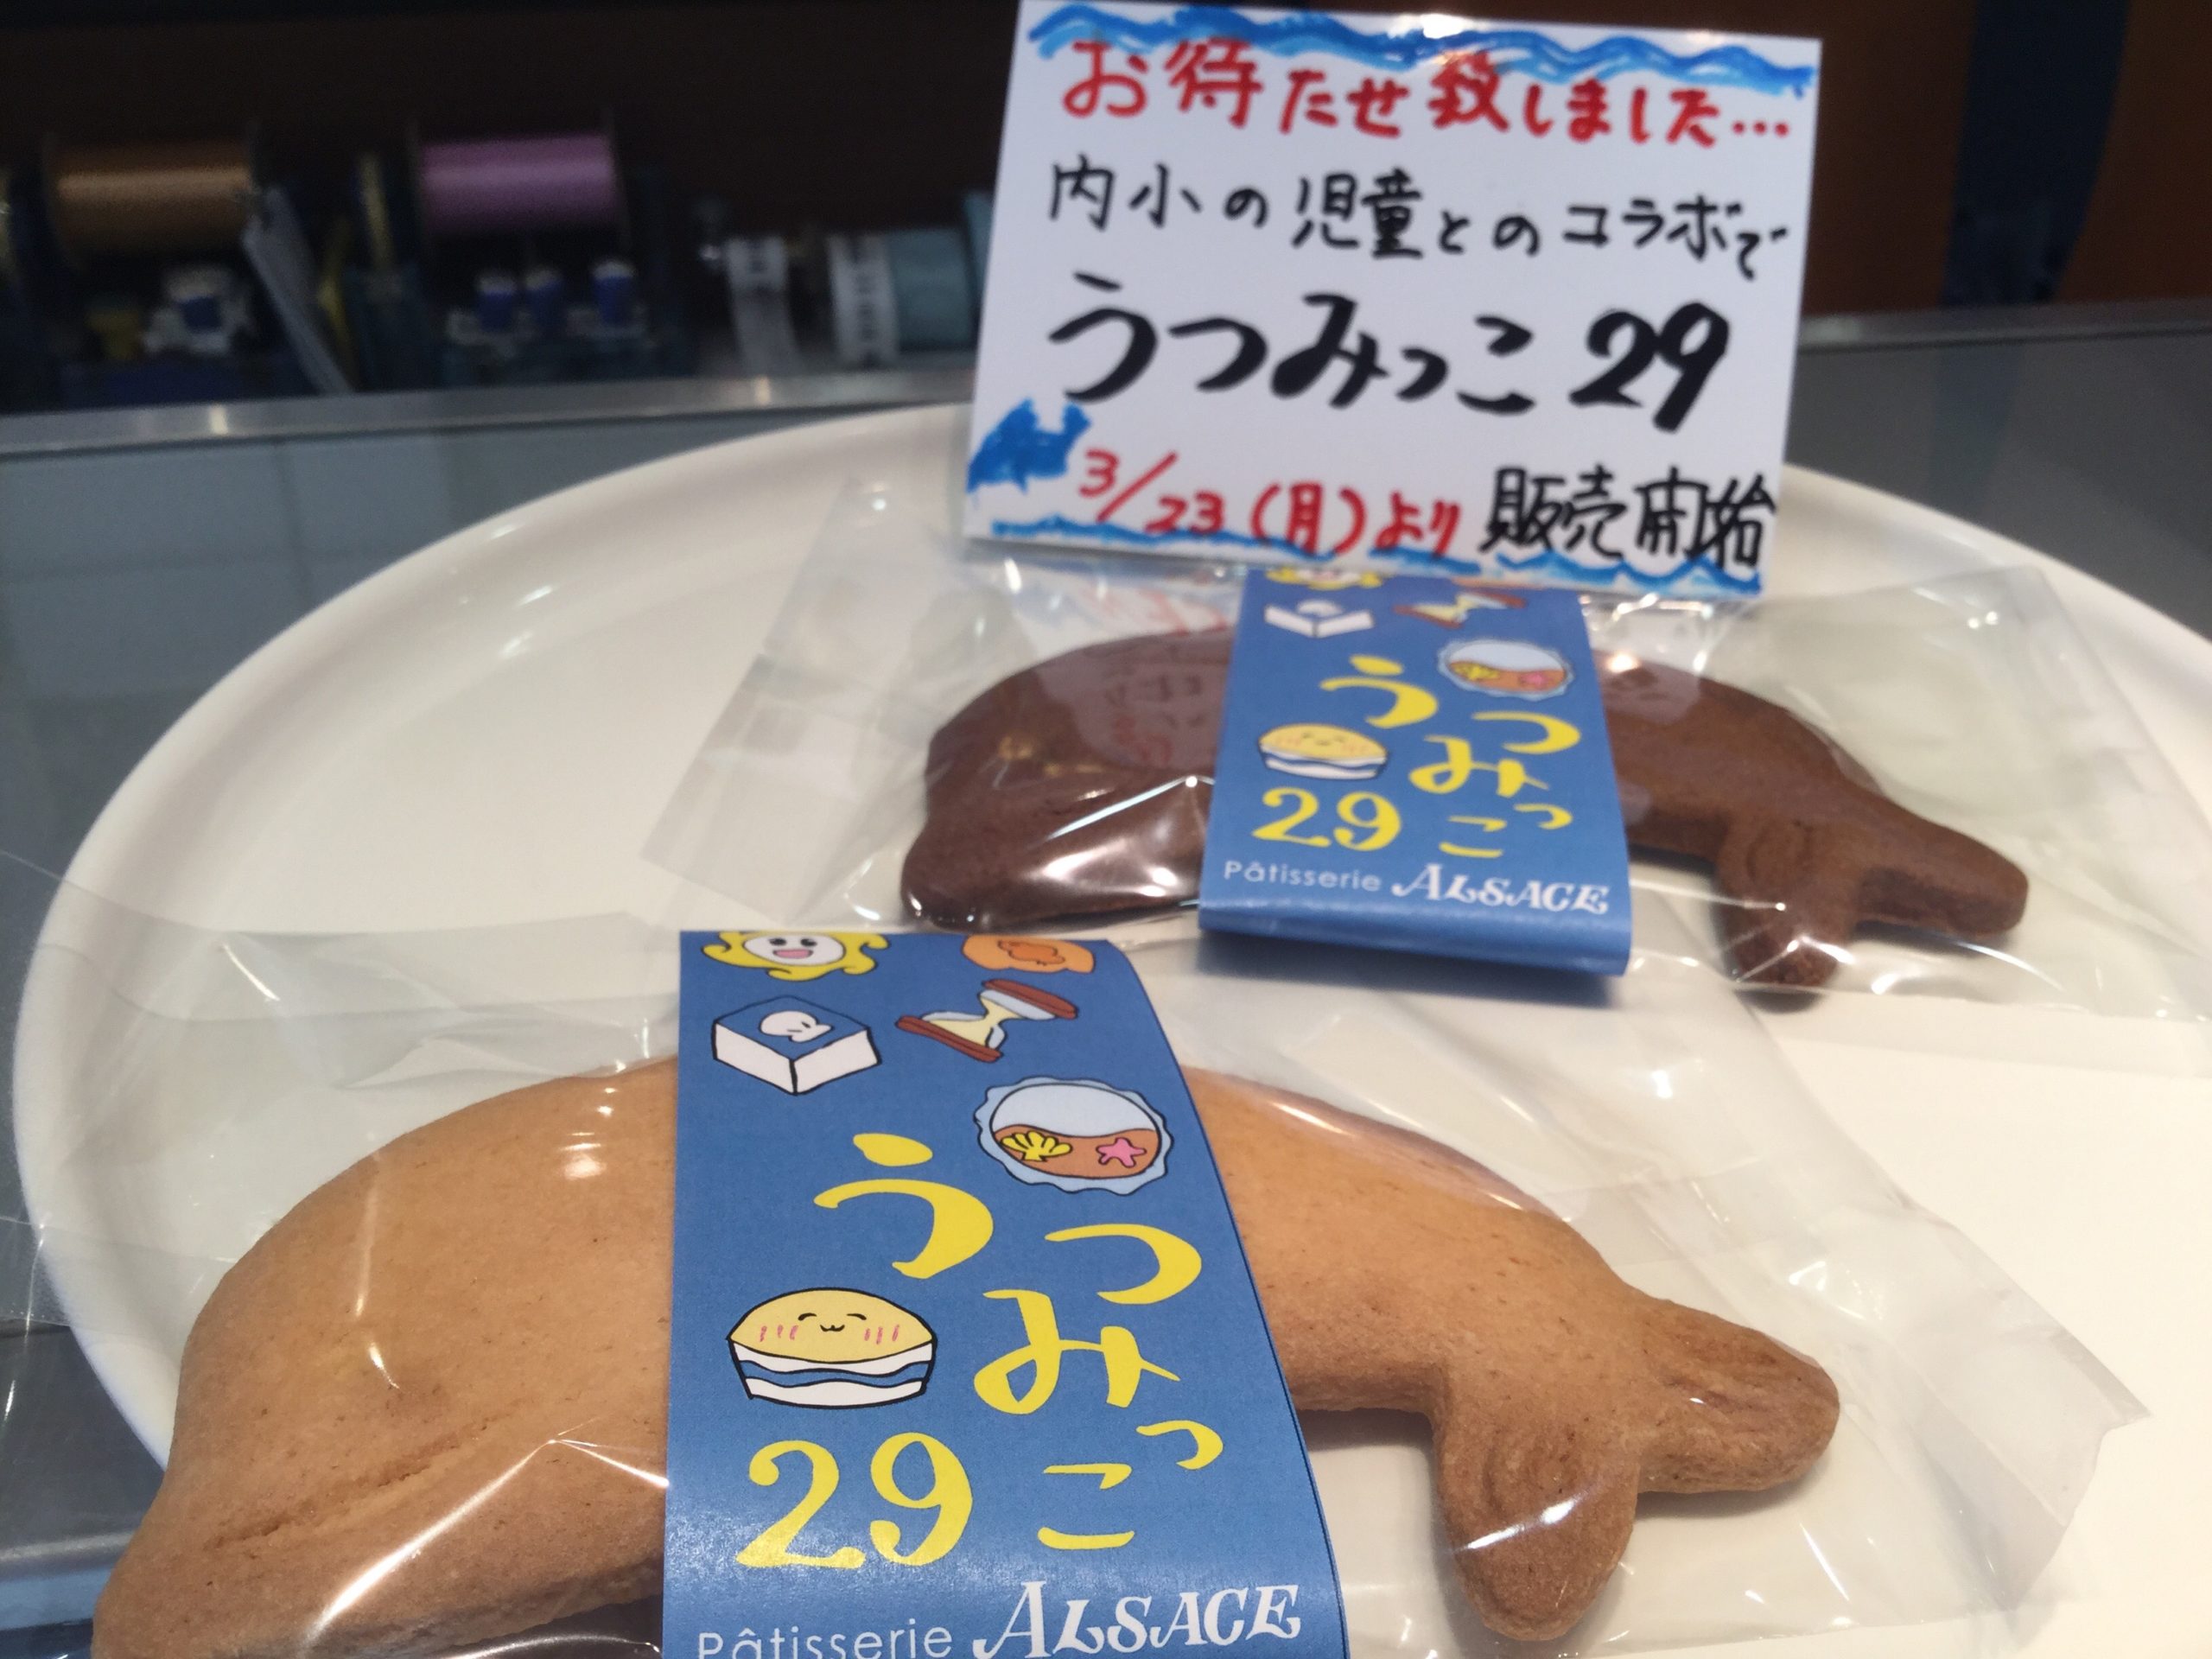 お待たせ致しました…
内小の児童とのコラボで
うつみっこ29
3/23(月)より販売開始
うつみっこ
29
Pâtisserie ALSACE
うつみっこ
29
Pâtisserie ALSACE